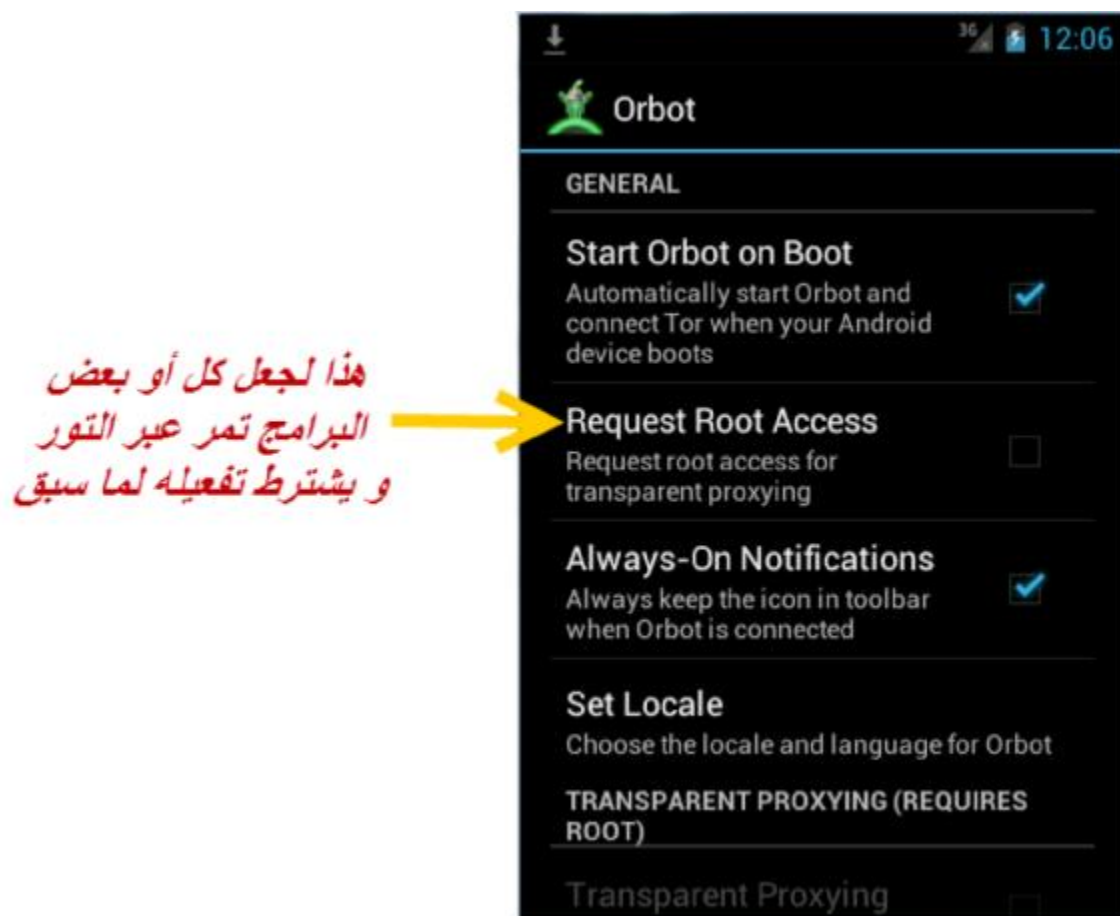 36 12:06
Orbot
GENERAL
Start Orbot on Boot
Automatically start Orbot and
connect Tor when your Android
device boots
هذا لجعل كل أو بعض
البرامج تمر عبر التور
و يشترط تفعيله لما سبق
Request Root Access
Request root access for
transparent proxying
Always-On Notifications
Always keep the icon in toolbar
when Orbot is connected
Set Locale
Choose the locale and language for Orbot
TRANSPARENT PROXYING (REQUIRES
ROOT)
Transparent Proxying